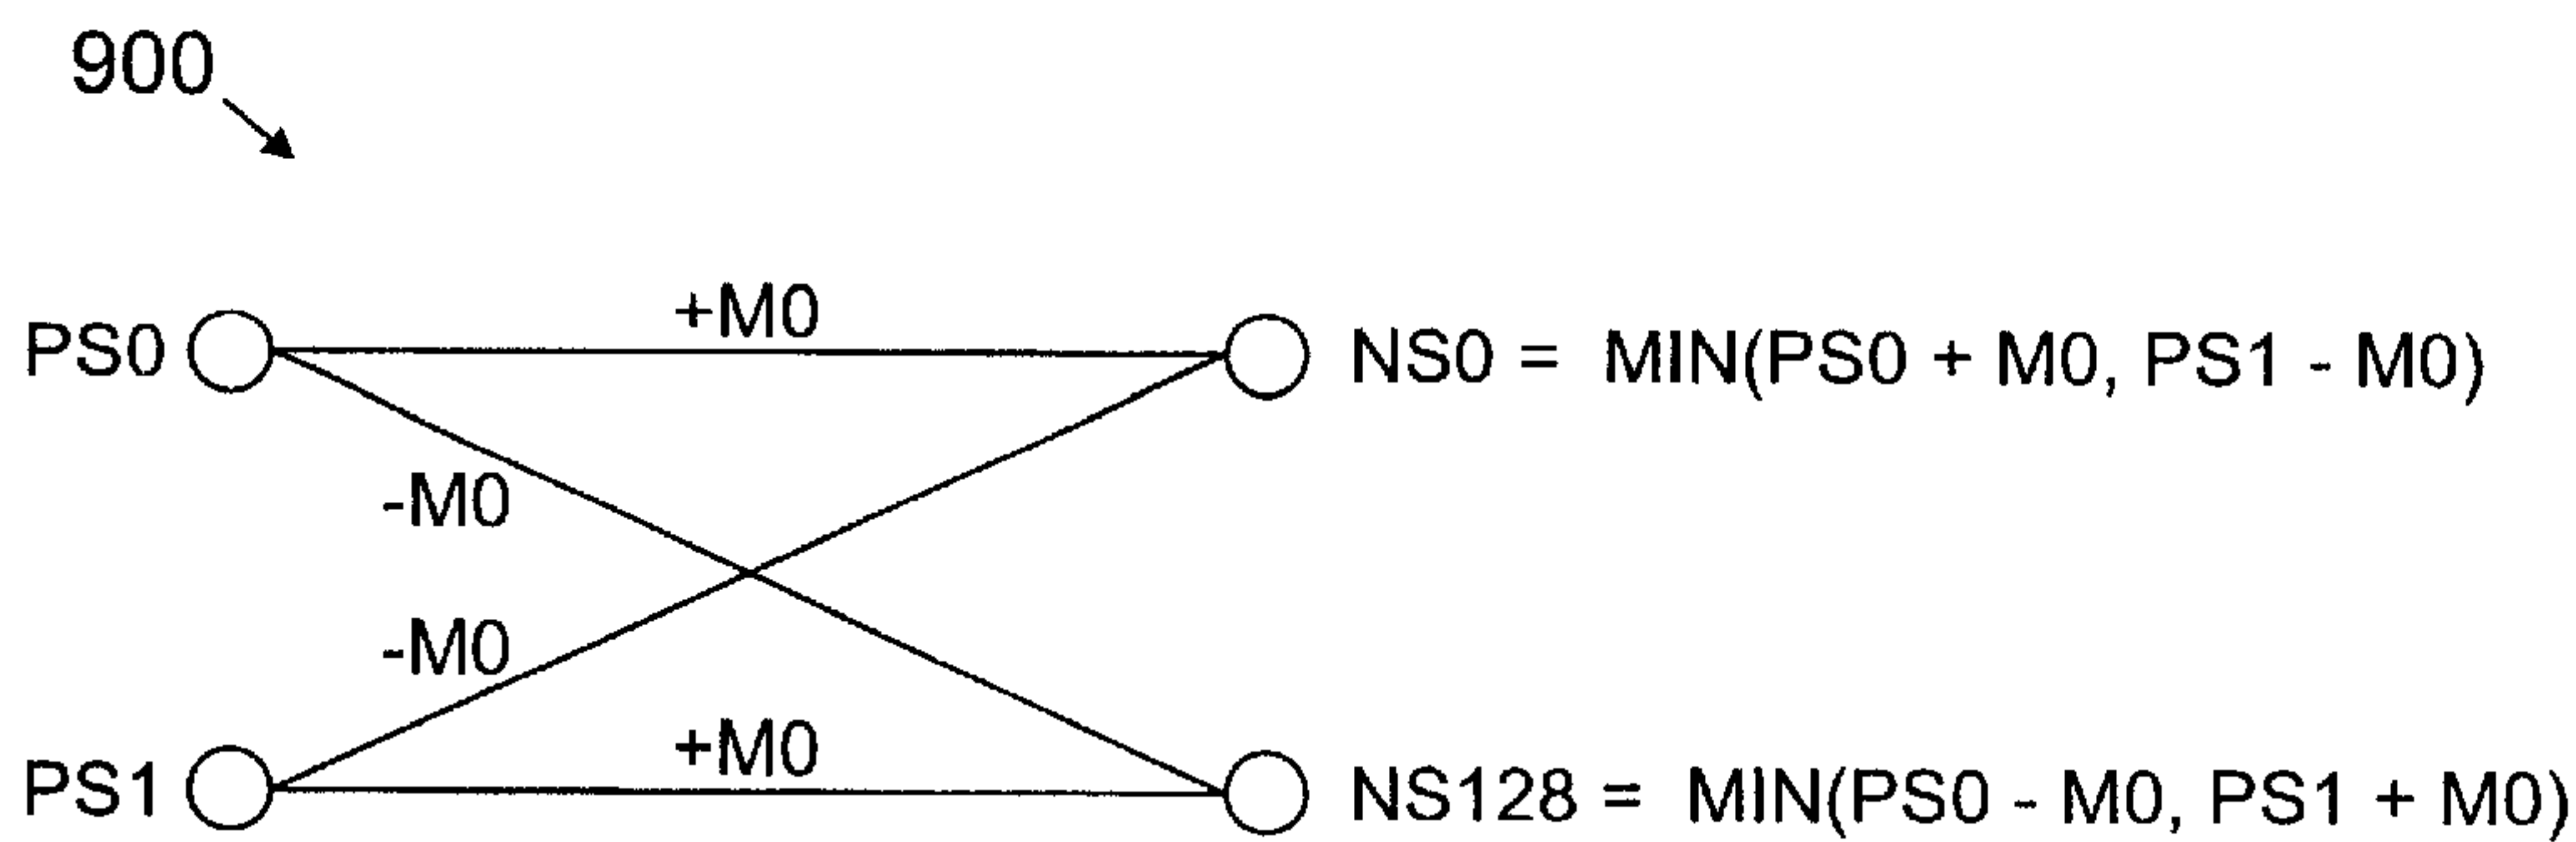 900
+M0
PS0
NS0 = MIN(PS0 + M0, PS1 - M0)
-M0
-M0
+M0
PS1
NS128 = MIN(PS0 - M0, PS1 + M0)